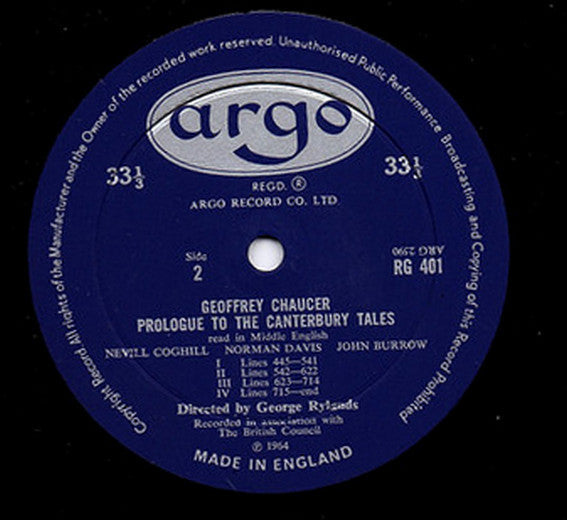 Copyright Record All rights of the Manufacturer and the Owner of the recorded work reserved. Unauthorised Public Performance Broadcasting and Copying of this Record Prohibited
argo
33⅓
33⅓
REGD. ®
ARGO RECORD CO. LTD
Side
2
ARG 2590
RG 401
GEOFFREY CHAUCER
PROLOGUE TO THE CANTERBURY TALES
read in Middle English
NEVILL COGHILL NORMAN DAVIS JOHN BURROW
I Lines 445—541
II Lines 542—622
III Lines 623—714
IV Lines 715—end
Directed by George Rylands
Recorded in association with
The British Council
℗ 1964
MADE IN ENGLAND